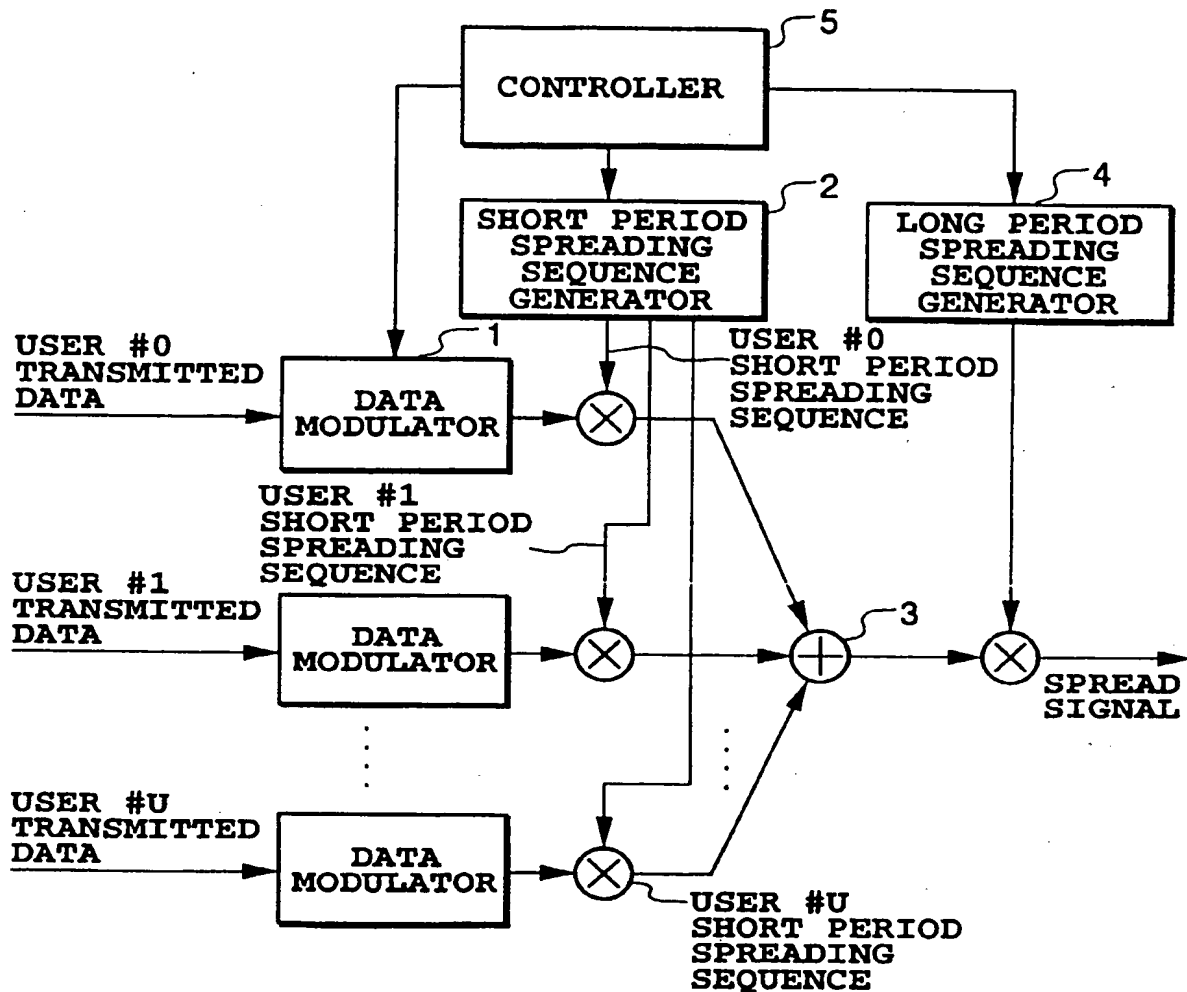 5
CONTROLLER
2
SHORT PERIOD
SPREADING
SEQUENCE
GENERATOR
4
LONG PERIOD
SPREADING
SEQUENCE
GENERATOR
USER #0
TRANSMITTED
DATA
1
DATA
MODULATOR
USER #0
SHORT PERIOD
SPREADING
SEQUENCE
USER #1
SHORT PERIOD
SPREADING
SEQUENCE
USER #1
TRANSMITTED
DATA
DATA
MODULATOR
3
SPREAD
SIGNAL
USER #U
TRANSMITTED
DATA
DATA
MODULATOR
USER #U
SHORT PERIOD
SPREADING
SEQUENCE